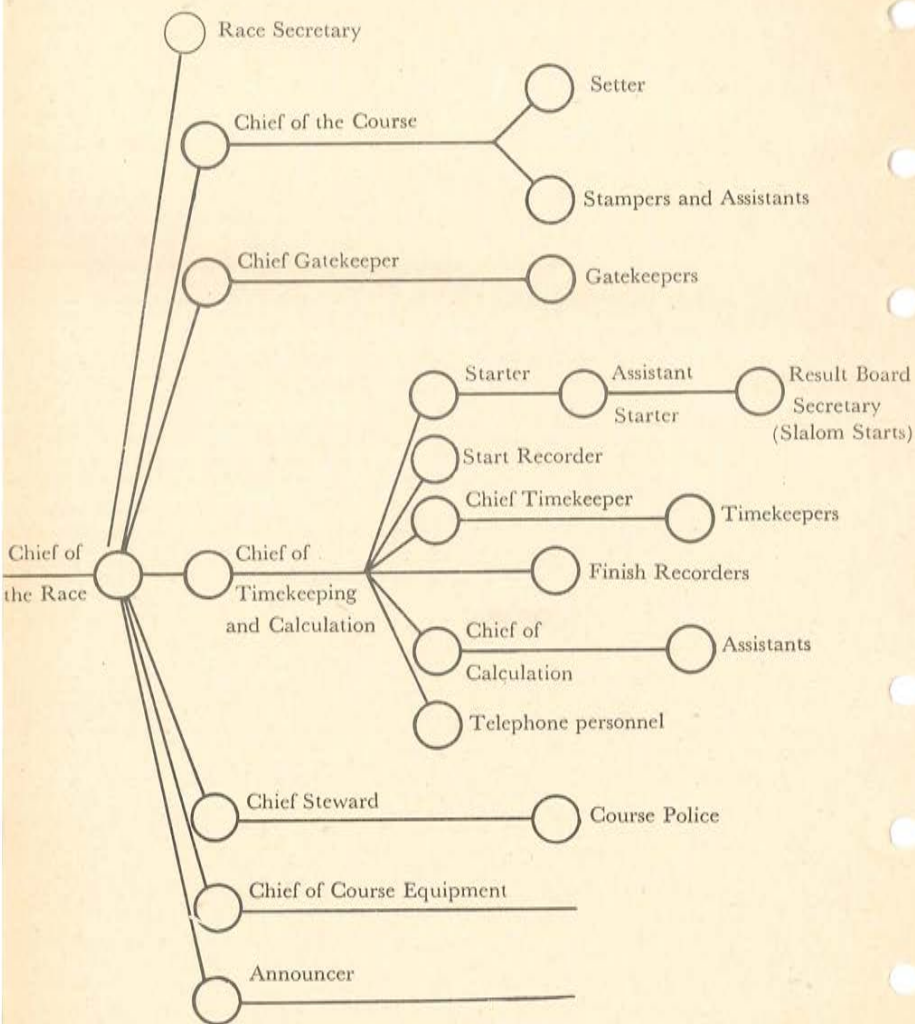 Race Secretary
Setter
Chief of the Course
Stampers and Assistants
Chief Gatekeeper
Gatekeepers
Starter
Assistant
Starter
Result Board
Secretary
(Slalom Starts)
Start Recorder
Chief Timekeeper
Timekeepers
Chief of
the Race
Chief of
Timekeeping
and Calculation
Finish Recorders
Chief of
Calculation
Assistants
Telephone personnel
Chief Steward
Course Police
Chief of Course Equipment
Announcer